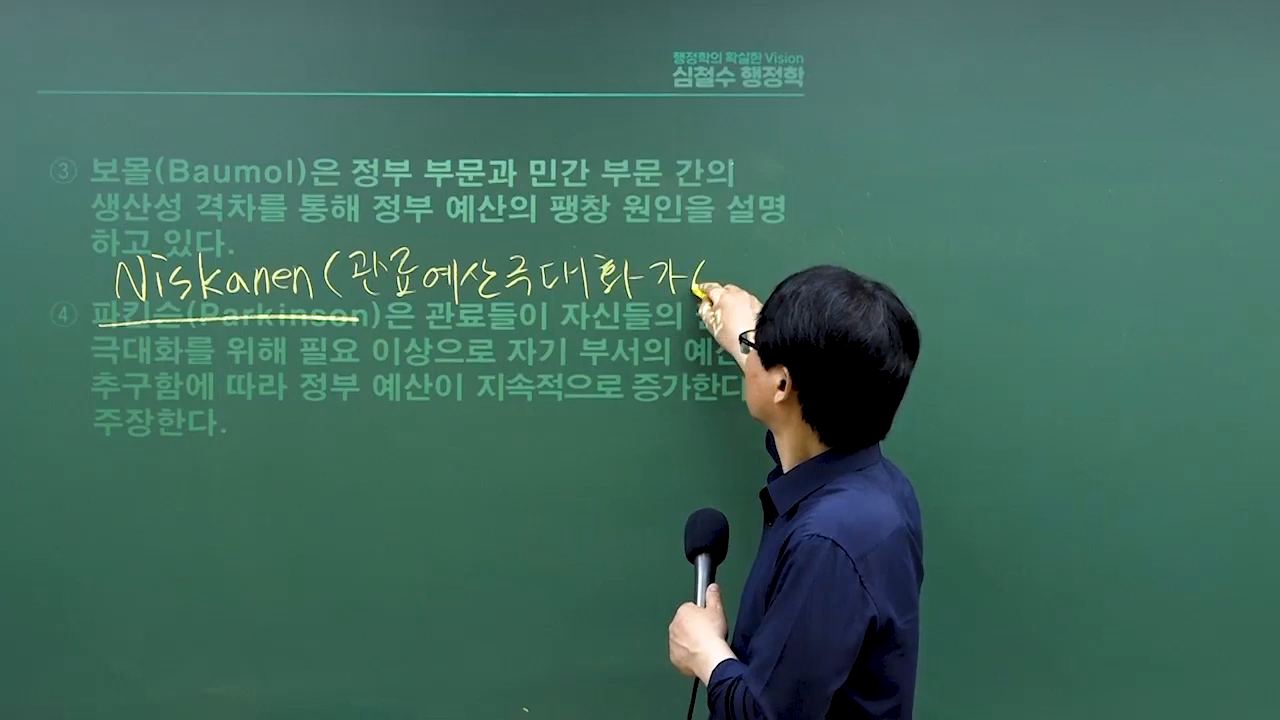 행정학의 확실한 Vision
심철수 행정학
③ 보몰(Baumol)은 정부 부문과 민간 부문 간의
생산성 격차를 통해 정부 예산의 팽창 원인을 설명
하고 있다.
Niskanen(관료예산극대화가
④ 파킨슨(Parkinson)은 관료들이 자신들의
극대화를 위해 필요 이상으로 자기 부서의
추구함에 따라 정부 예산이 지속적으로 증가한다
주장한다.